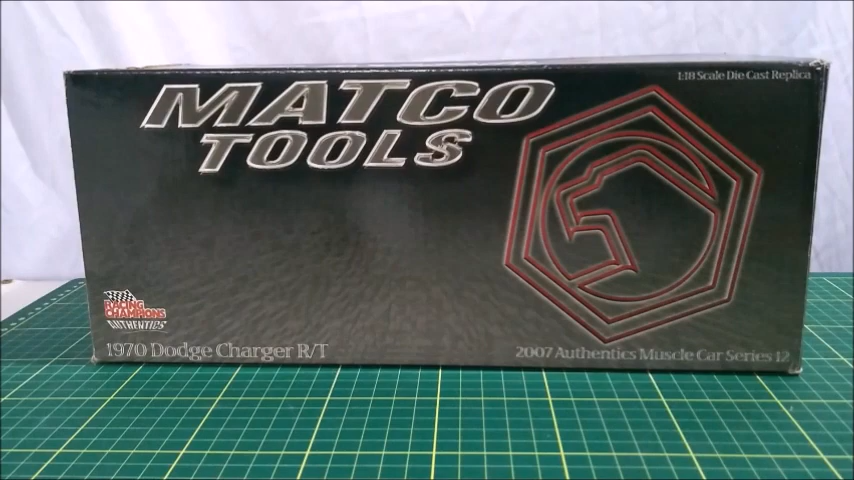 1:18 Scale Die Cast Replica
MATCO
TOOLS
RACING
CHAMPIONS
AUTHENTICS
1970 Dodge Charger R/T
2007 Authentics Muscle Car Series 12